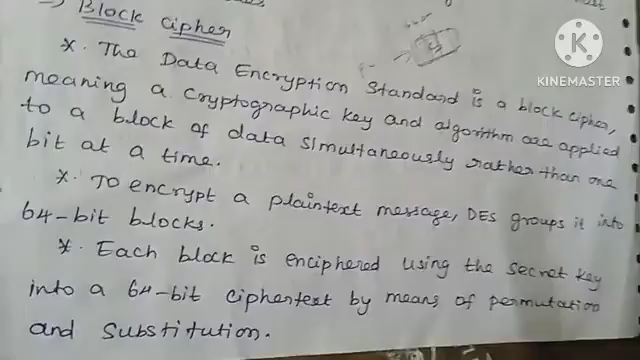 Block Cipher
*. The Data Encryption Standard is a block cipher,
meaning a cryptographic key and algorithm are applied
to a block of data simultaneously rather than one
bit at a time.
*. To encrypt a plaintext message, DES groups it into
64-bit blocks.
*. Each block is enciphered using the secret key
into a 64-bit ciphertext by means of permutation
and substitution.
KINEMASTER